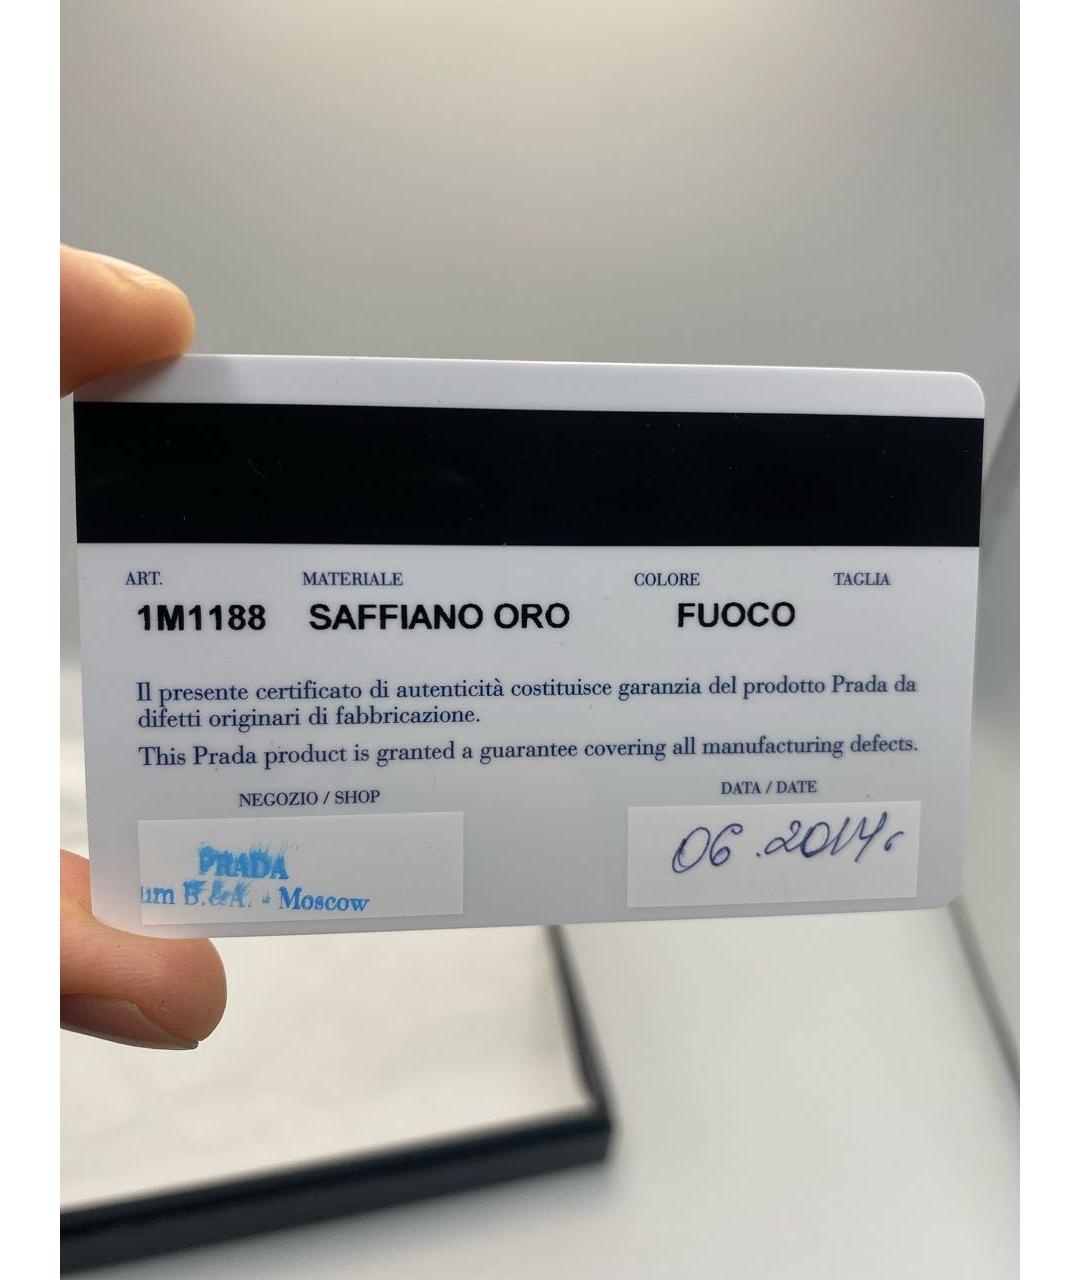 ART. MATERIALE COLORE TAGLIA
1M1188 SAFFIANO ORO FUOCO
Il presente certificato di autenticità costituisce garanzia del prodotto Prada da
difetti originari di fabbricazione.
This Prada product is granted a guarantee covering all manufacturing defects.
NEGOZIO / SHOP DATA / DATE
PRADA
um B.&A. - Moscow
06.2014г